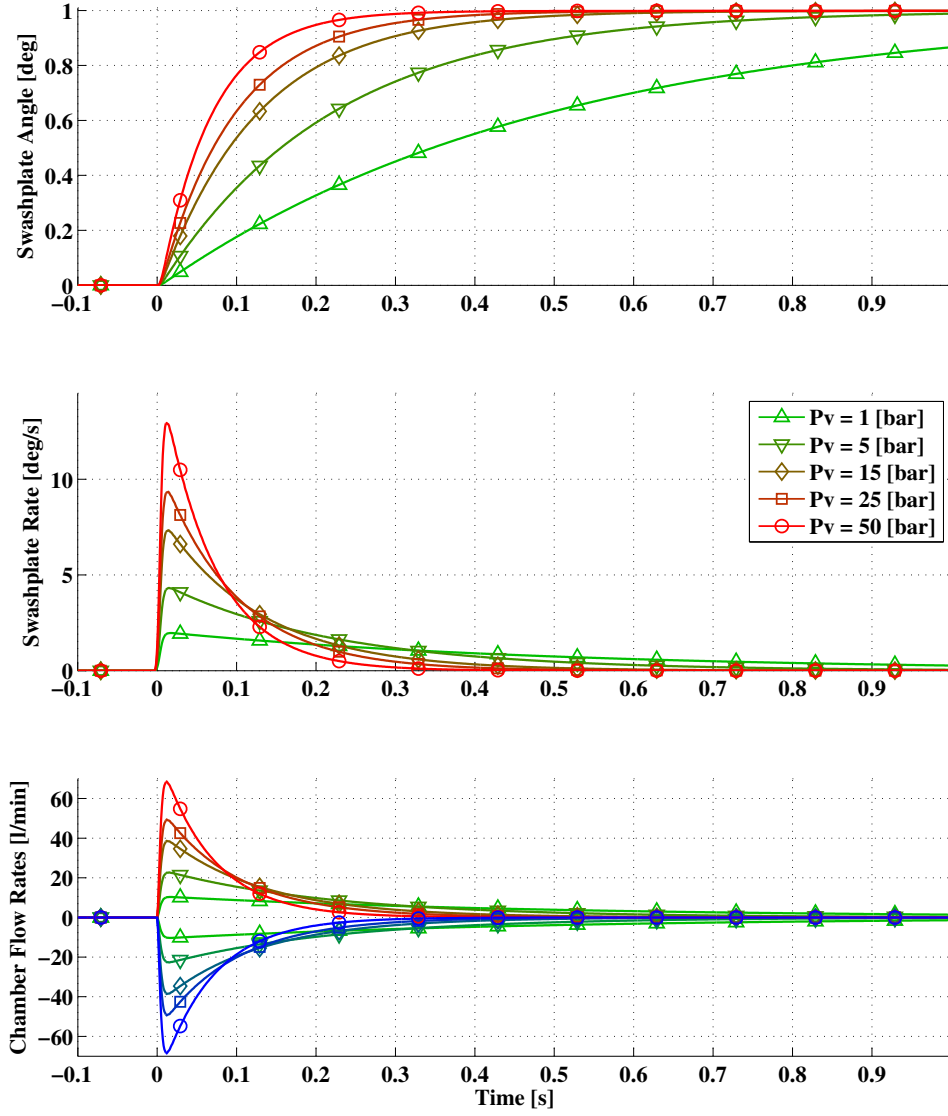 Swashplate Angle [deg]
1
0.8
0.6
0.4
0.2
0
−0.1 0 0.1 0.2 0.3 0.4 0.5 0.6 0.7 0.8 0.9
Swashplate Rate [deg/s]
10
5
0
−0.1 0 0.1 0.2 0.3 0.4 0.5 0.6 0.7 0.8 0.9
Pv = 1 [bar]
Pv = 5 [bar]
Pv = 15 [bar]
Pv = 25 [bar]
Pv = 50 [bar]
Chamber Flow Rates [l/min]
60
40
20
0
−20
−40
−60
−0.1 0 0.1 0.2 0.3 0.4 0.5 0.6 0.7 0.8 0.9
Time [s]